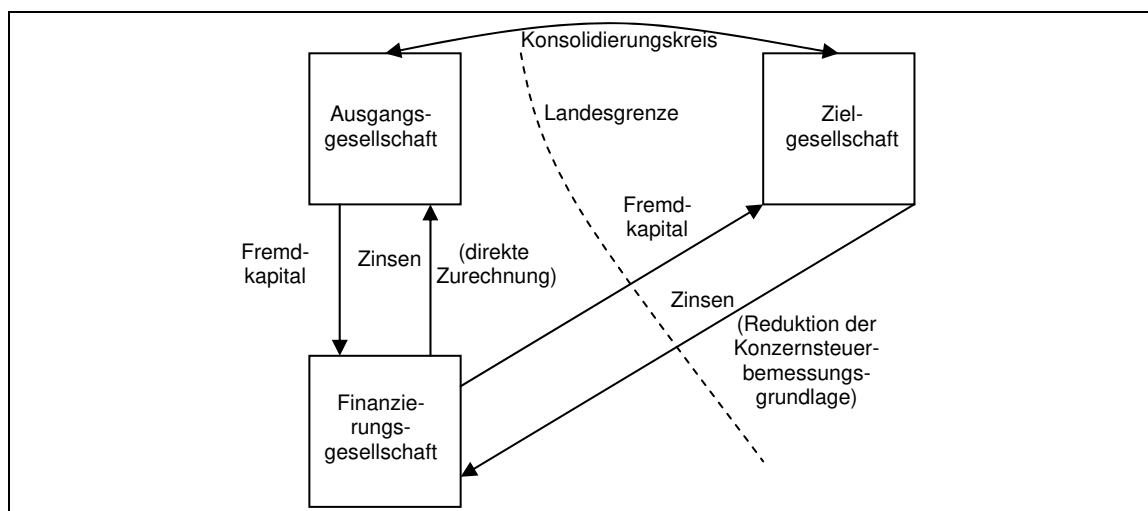 Konsolidierungskreis
Ausgangs-
gesellschaft
Landesgrenze
Ziel-
gesellschaft
Fremd-
kapital
Zinsen
(direkte
Zurechnung)
Fremd-
kapital
Zinsen
(Reduktion der
Konzernsteuer-
bemessungs-
grundlage)
Finanzie-
rungs-
gesellschaft